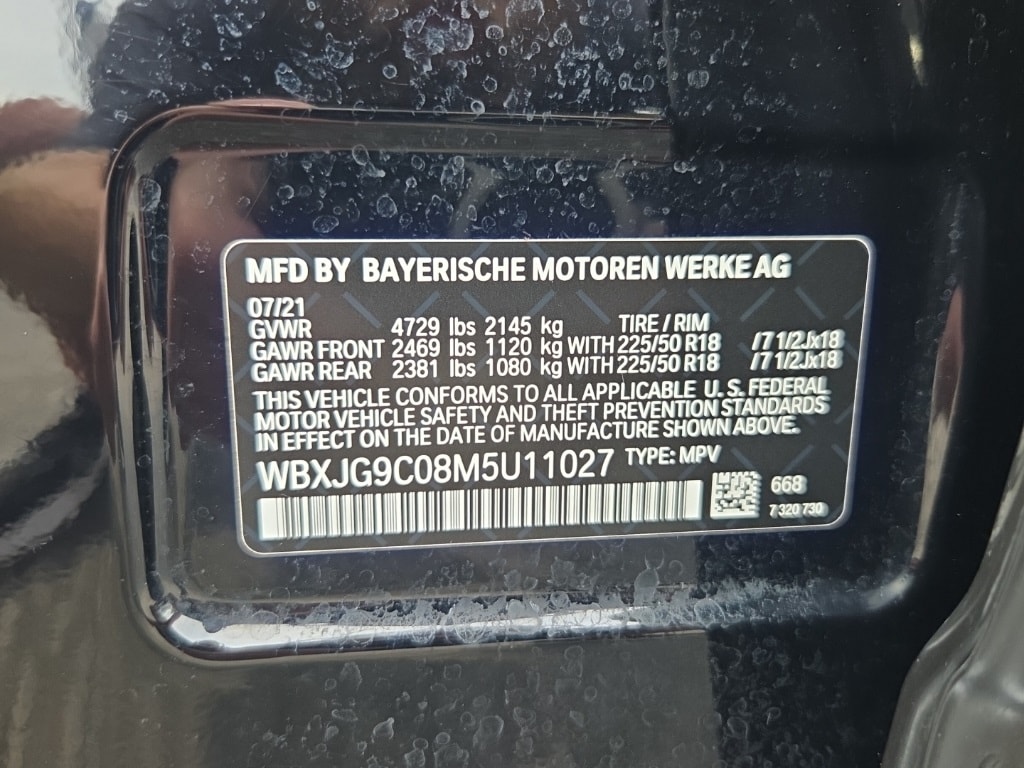 MFD BY BAYERISCHE MOTOREN WERKE AG
07/21
GVWR 4729 lbs 2145 kg TIRE / RIM
GAWR FRONT 2469 lbs 1120 kg WITH 225/50 R18 /7 1/2Jx18
GAWR REAR 2381 lbs 1080 kg WITH 225/50 R18 /7 1/2Jx18
THIS VEHICLE CONFORMS TO ALL APPLICABLE U.S. FEDERAL
MOTOR VEHICLE SAFETY AND THEFT PREVENTION STANDARDS
IN EFFECT ON THE DATE OF MANUFACTURE SHOWN ABOVE.
WBXJG9C08M5U11027 TYPE: MPV
668
7 320 730